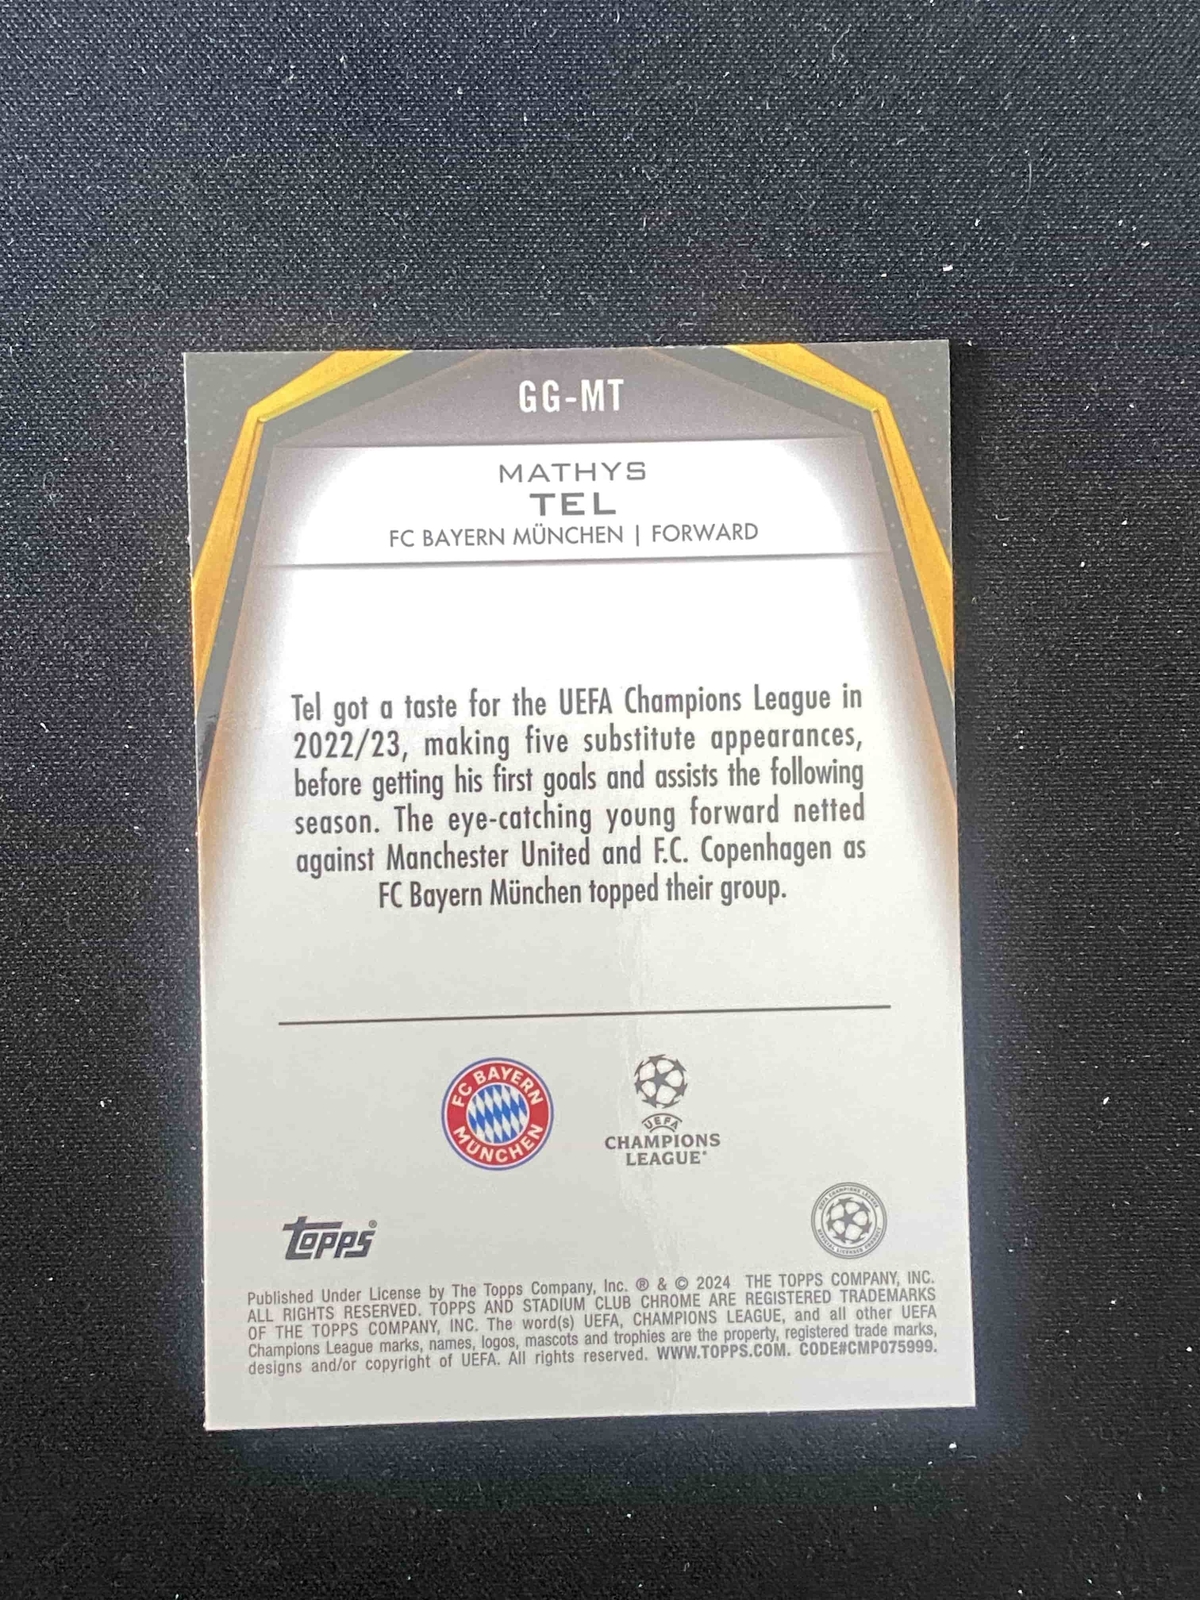 GG-MT
MATHYS
TEL
FC BAYERN MÜNCHEN | FORWARD
Tel got a taste for the UEFA Champions League in
2022/23, making five substitute appearances,
before getting his first goals and assists the following
season. The eye-catching young forward netted
against Manchester United and F.C. Copenhagen as
FC Bayern München topped their group.
FC BAYERN
MÜNCHEN
UEFA
CHAMPIONS
LEAGUE®
Topps®
Published Under License by The Topps Company, Inc. ® & © 2024 THE TOPPS COMPANY, INC.
ALL RIGHTS RESERVED. TOPPS AND STADIUM CLUB CHROME ARE REGISTERED TRADEMARKS
OF THE TOPPS COMPANY, INC. The word(s) UEFA, CHAMPIONS LEAGUE, and all other UEFA
Champions League marks, names, logos, mascots and trophies are the property, registered trade marks,
designs and/or copyright of UEFA. All rights reserved. WWW.TOPPS.COM. CODE#CMP075999.